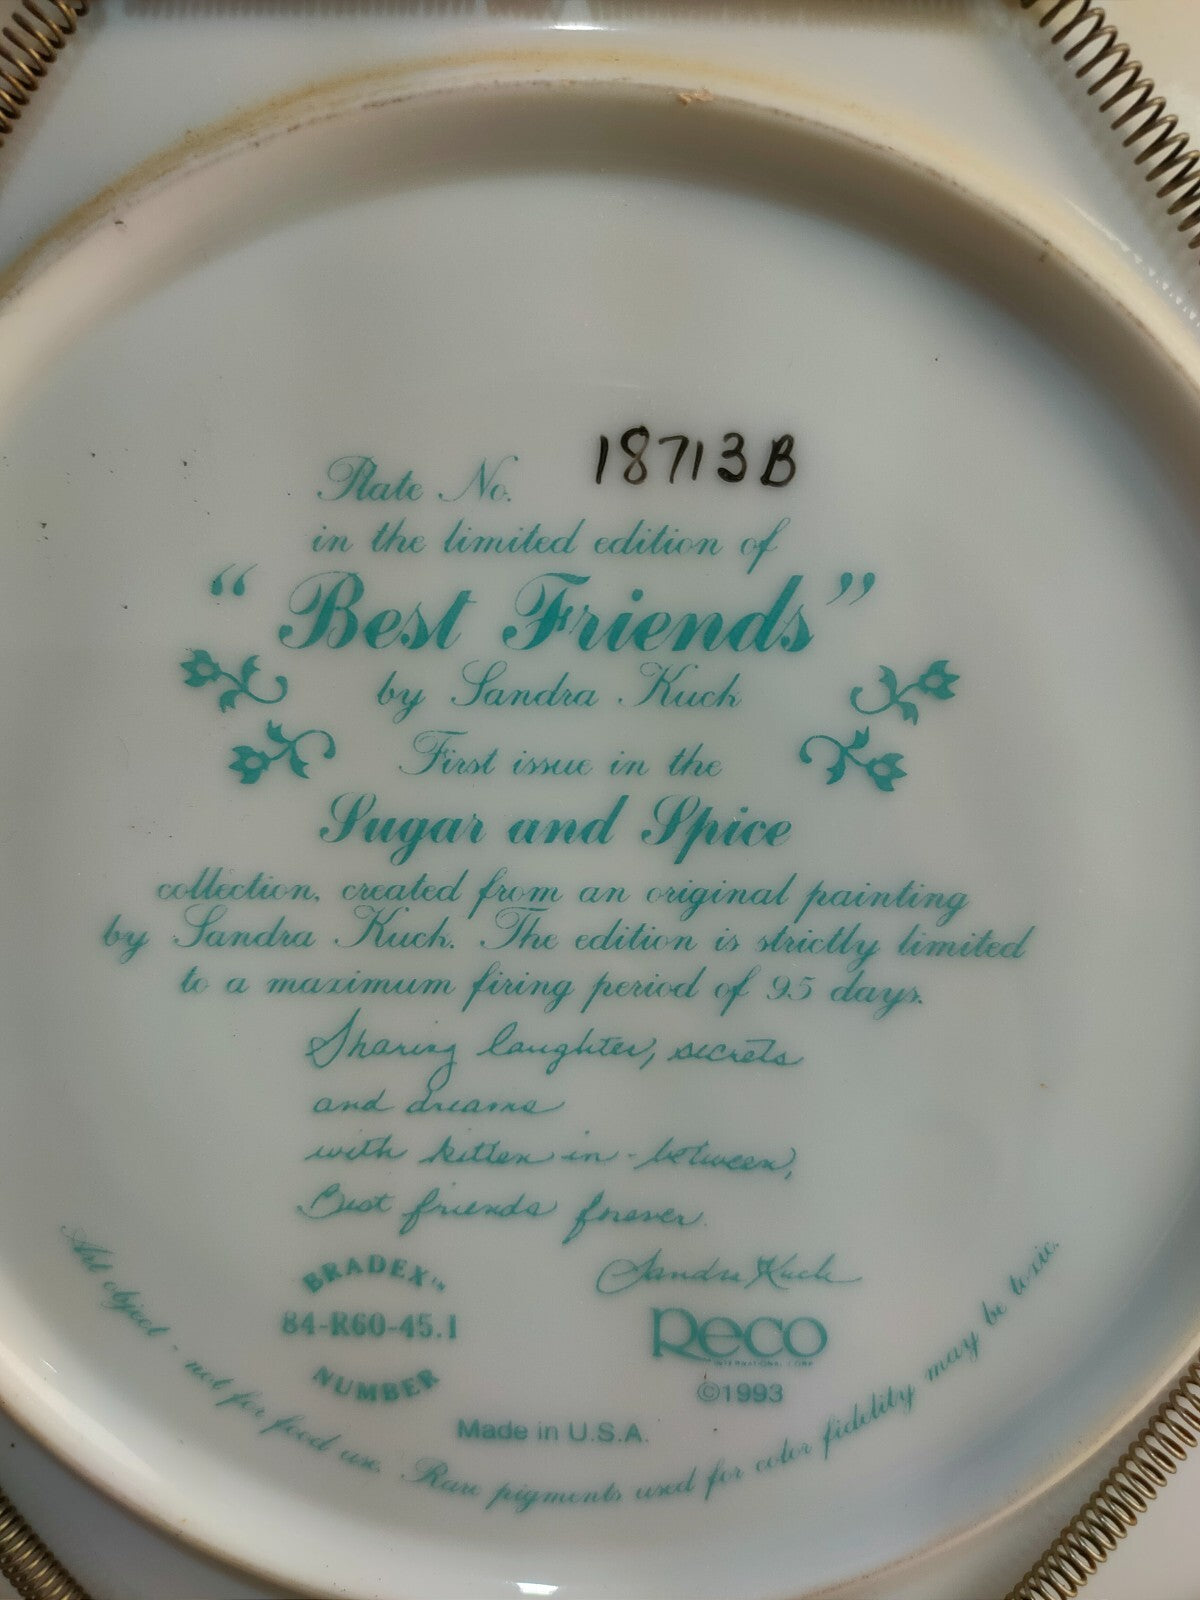 Plate No. 18713B
in the limited edition of
"Best Friends"
by Sandra Kuck
First issue in the
Sugar and Spice
collection, created from an original painting
by Sandra Kuck. The edition is strictly limited
to a maximum firing period of 95 days.
Sharing laughter, secrets
and dreams
with kitten in-between,
Best friends forever.
Sandra Kuck
BRADEX™
84-R60-45.1
NUMBER
Reco
INTERNATIONAL CORP.
©1993
Made in U.S.A.
Art object - not for food use. Rare pigments used for color fidelity may be toxic.